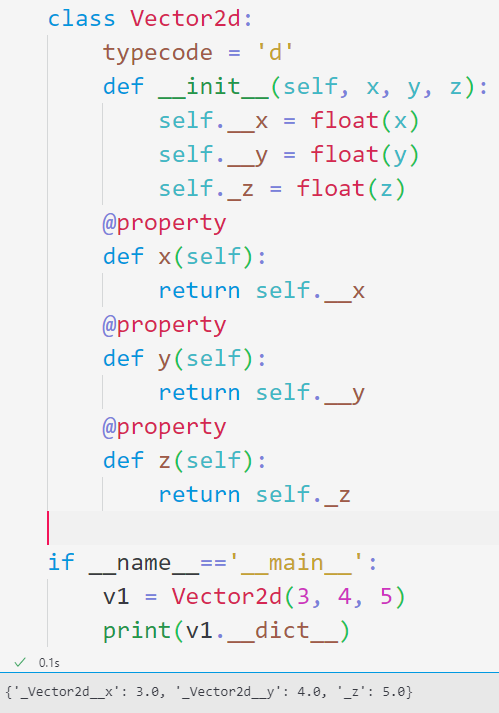 class Vector2d:
    typecode = 'd'
    def __init__(self, x, y, z):
        self.__x = float(x)
        self.__y = float(y)
        self._z = float(z)
    @property
    def x(self):
        return self.__x
    @property
    def y(self):
        return self.__y
    @property
    def z(self):
        return self._z

if __name__=='__main__':
    v1 = Vector2d(3, 4, 5)
    print(v1.__dict__)
✓ 0.1s
{'_Vector2d__x': 3.0, '_Vector2d__y': 4.0, '_z': 5.0}